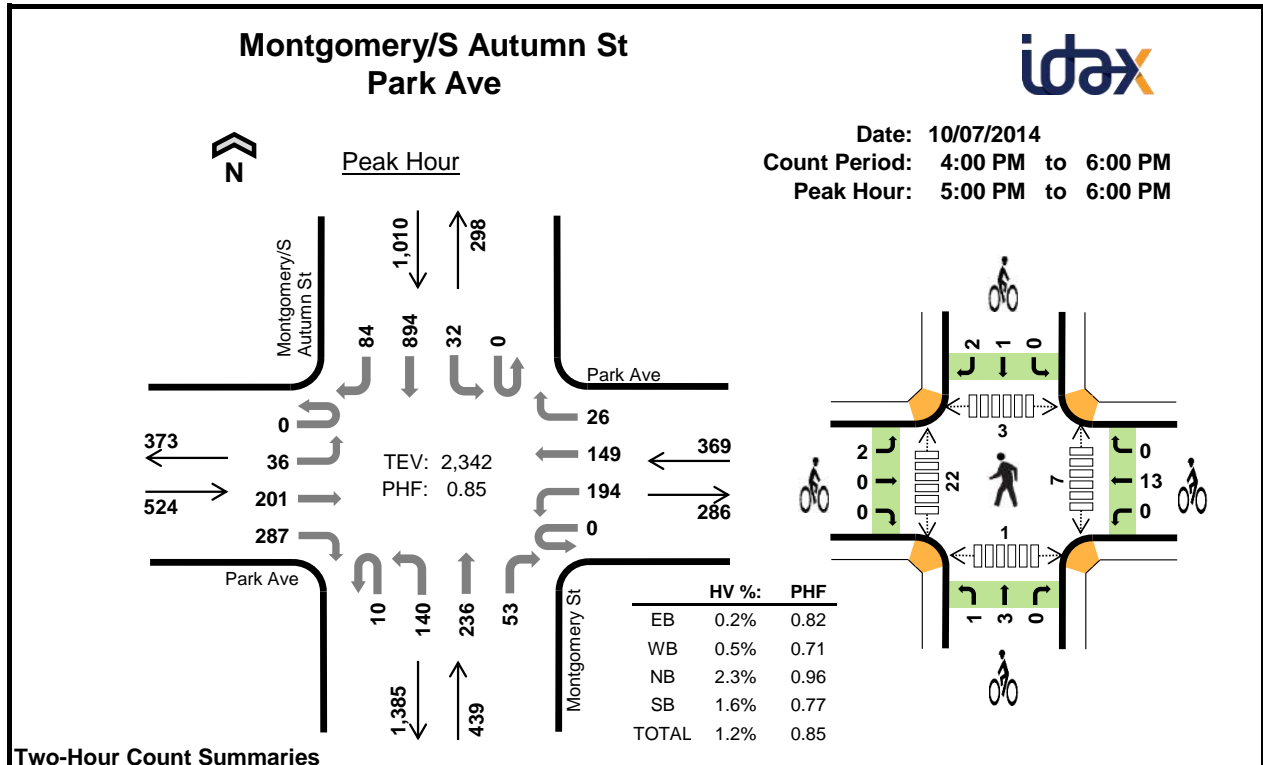 Montgomery/S Autumn St
Park Ave
idax
N
Peak Hour
Date: 10/07/2014
Count Period: 4:00 PM to 6:00 PM
Peak Hour: 5:00 PM to 6:00 PM
Montgomery/S
Autumn St
1,010
298
84 894 32 0
Park Ave
0
36
201
287
373
524
TEV: 2,342
PHF: 0.85
26
149
194
0
369
286
Park Ave
10 140 236 53
1,385
439
Montgomery St
HV %: PHF
EB 0.2% 0.82
WB 0.5% 0.71
NB 2.3% 0.96
SB 1.6% 0.77
TOTAL 1.2% 0.85
2 1 0
3
2
0
0
22
7
0
13
0
1
1 3 0
Two-Hour Count Summaries